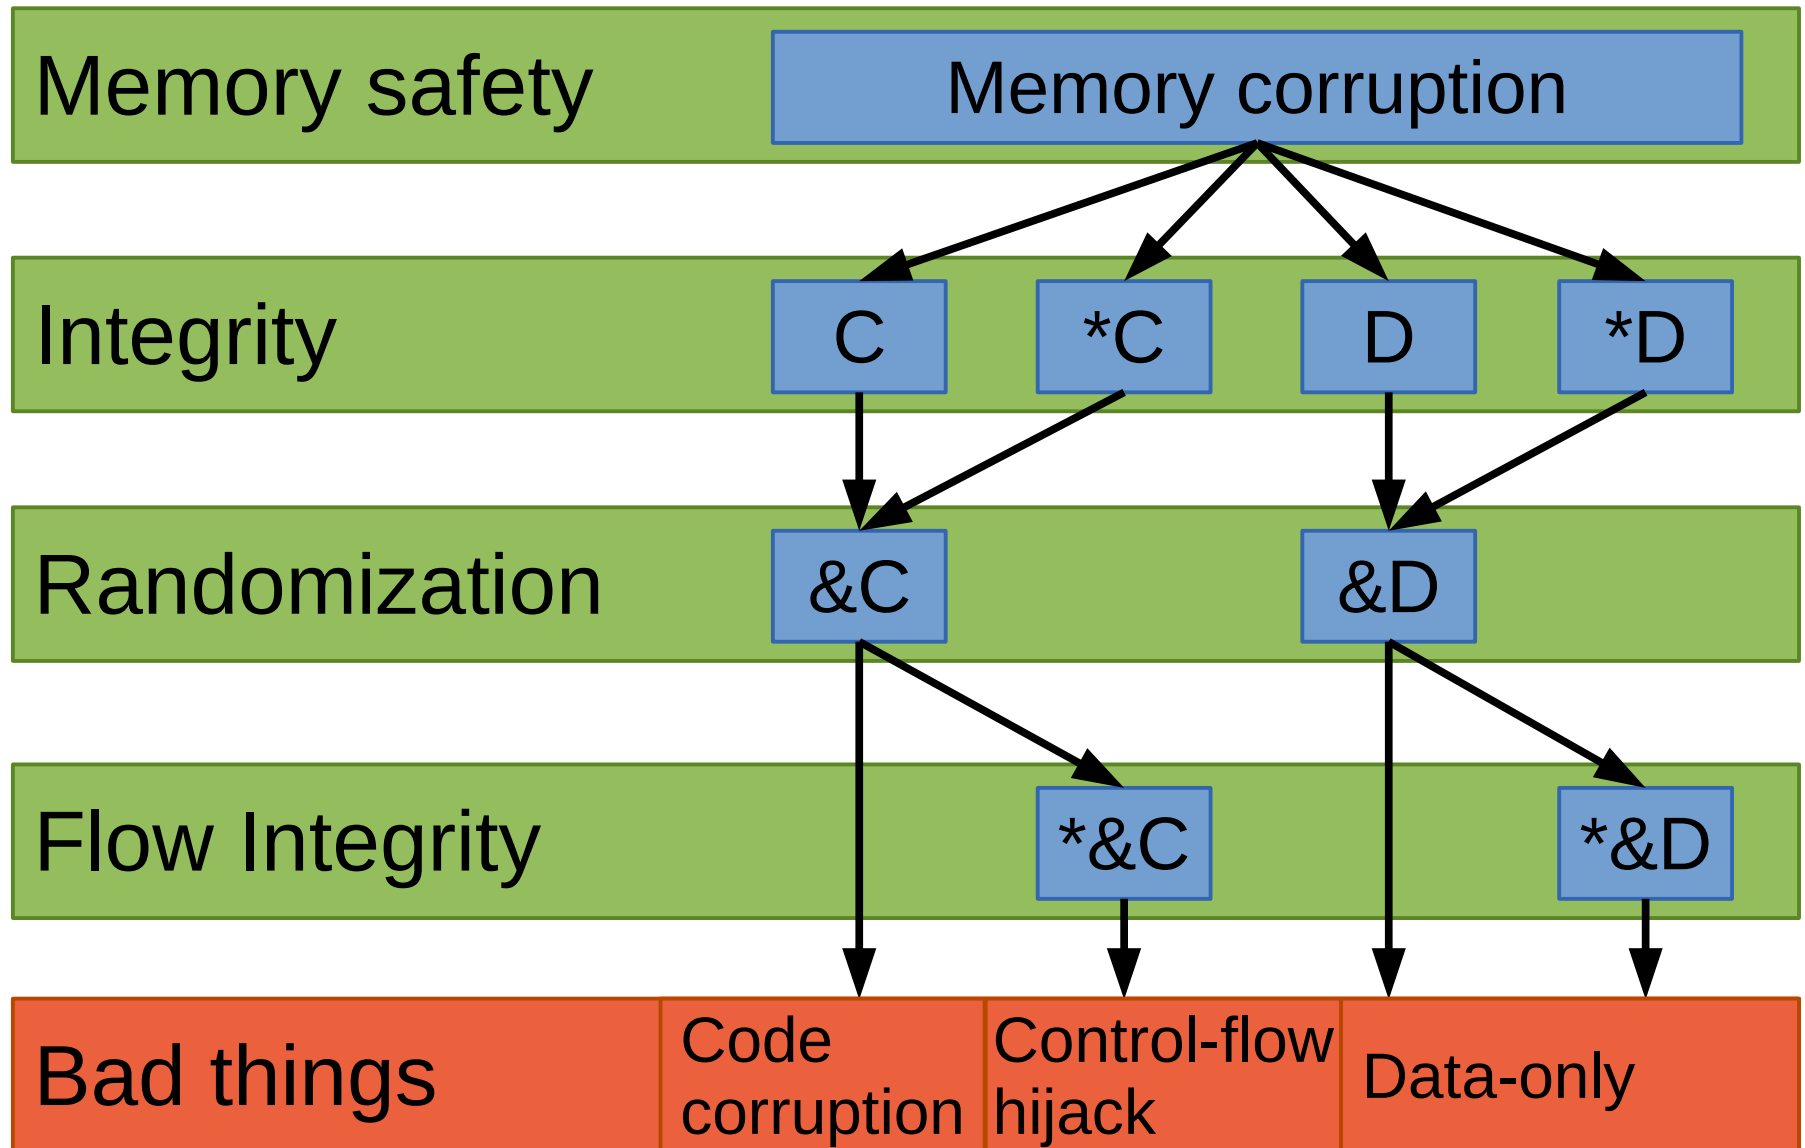 Memory safety
Memory corruption
Integrity
C
*C
D
*D
Randomization
&C
&D
Flow Integrity
*&C
*&D
Bad things
Code
corruption
Control-flow
hijack
Data-only